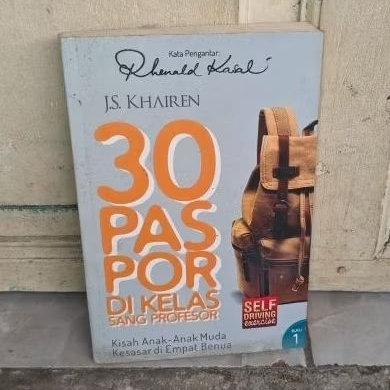 Kata Pengantar:
Rhenald Kasali
J.S. KHAIREN
30
PAS
POR
DI KELAS
SANG PROFESOR
SELF
DRIVING
exercise
Kisah Anak-Anak Muda
Kesasar di Empat Benua
BUKU
1